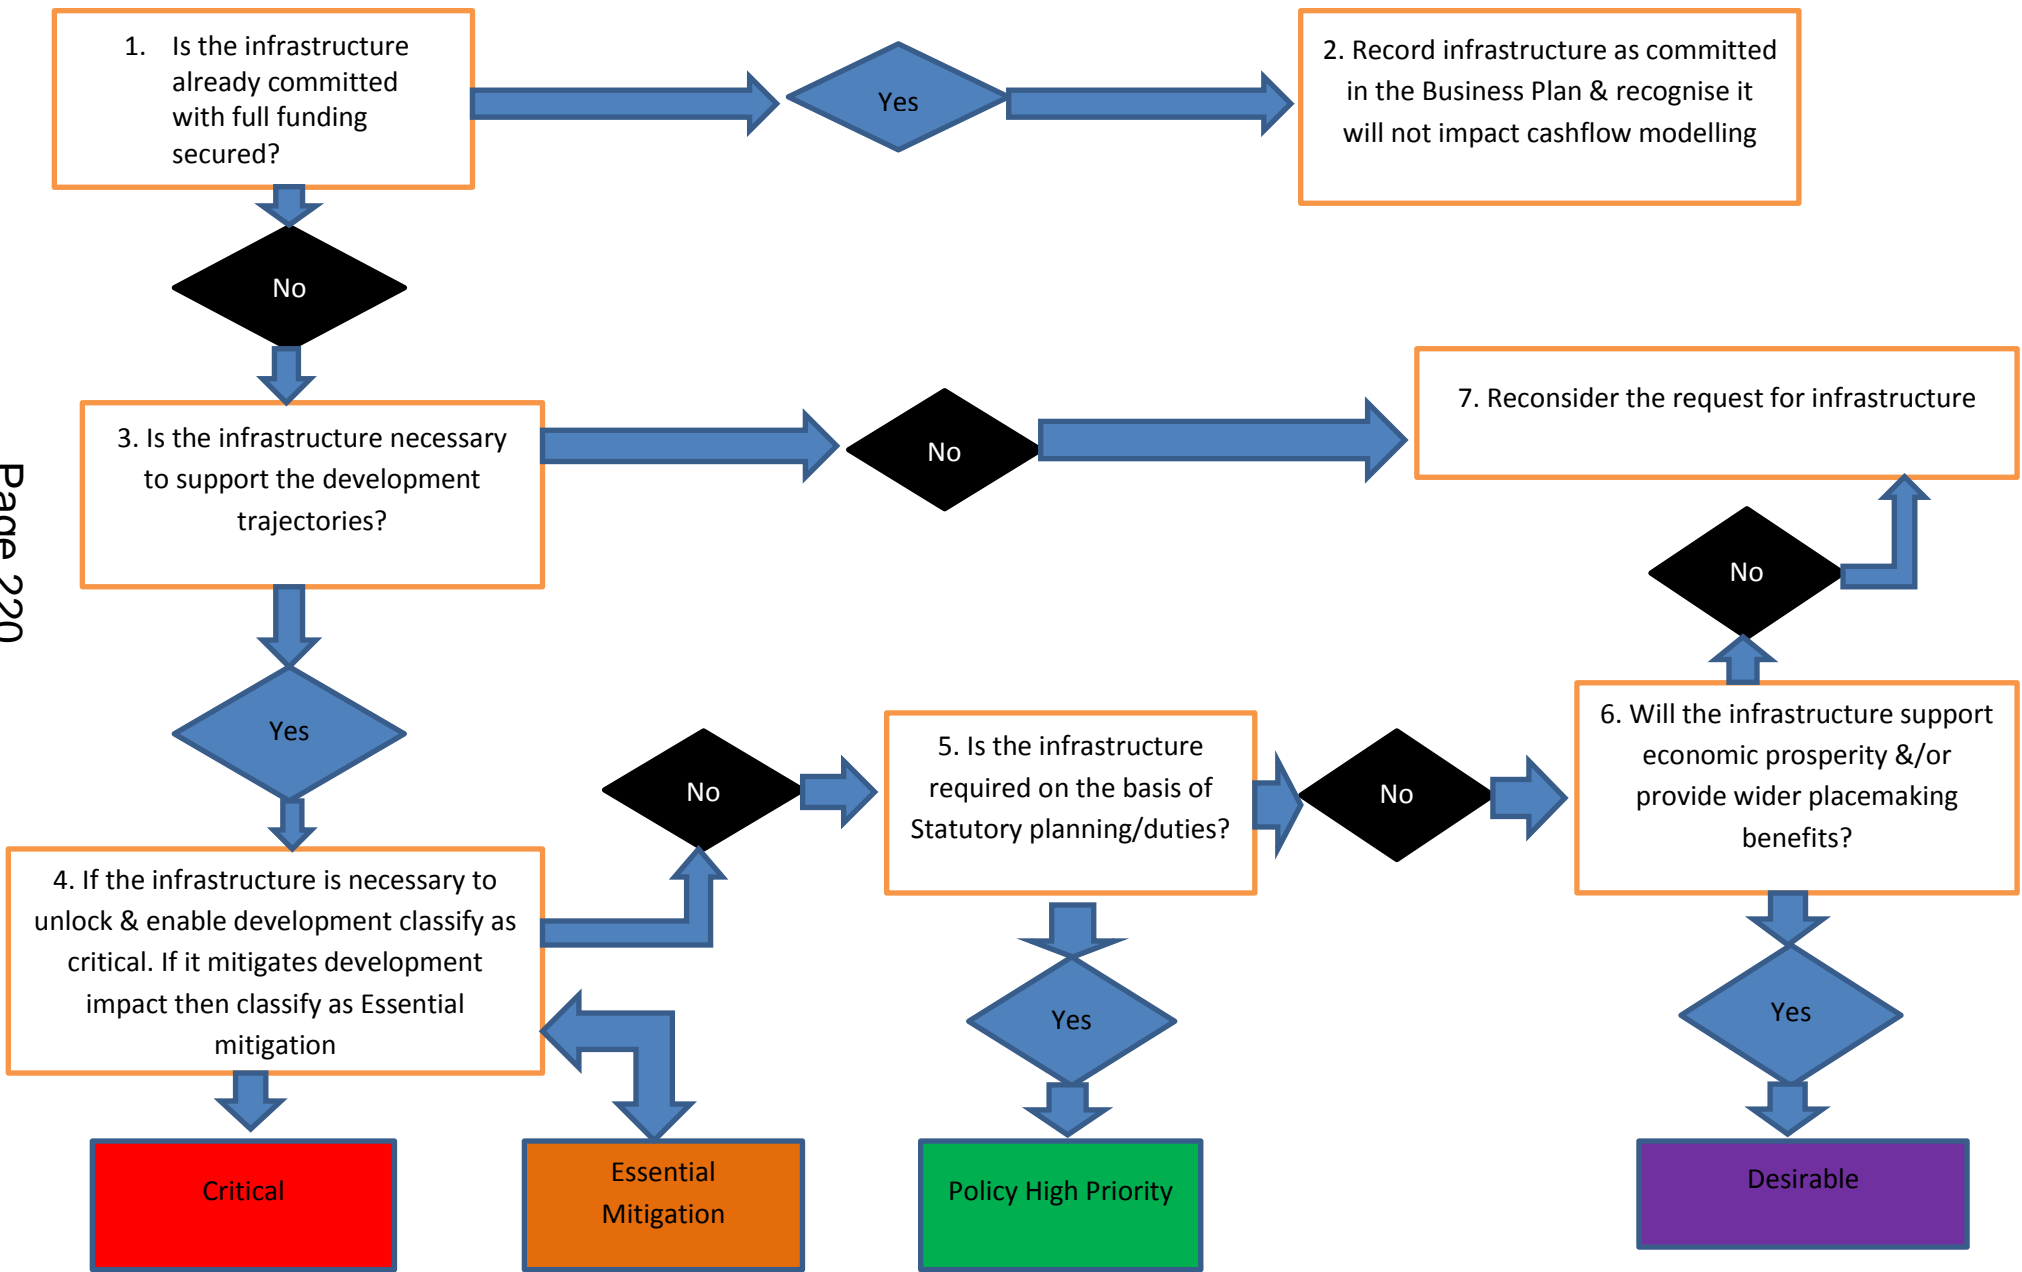 1. Is the infrastructure
already committed
with full funding
secured?
Yes
2. Record infrastructure as committed
in the Business Plan & recognise it
will not impact cashflow modelling
No
3. Is the infrastructure necessary
to support the development
trajectories?
No
7. Reconsider the request for infrastructure
No
Yes
4. If the infrastructure is necessary to
unlock & enable development classify as
critical. If it mitigates development
impact then classify as Essential
mitigation
No
5. Is the infrastructure
required on the basis of
Statutory planning/duties?
No
6. Will the infrastructure support
economic prosperity &/or
provide wider placemaking
benefits?
Yes
Yes
Critical
Essential
Mitigation
Policy High Priority
Desirable
Page 220